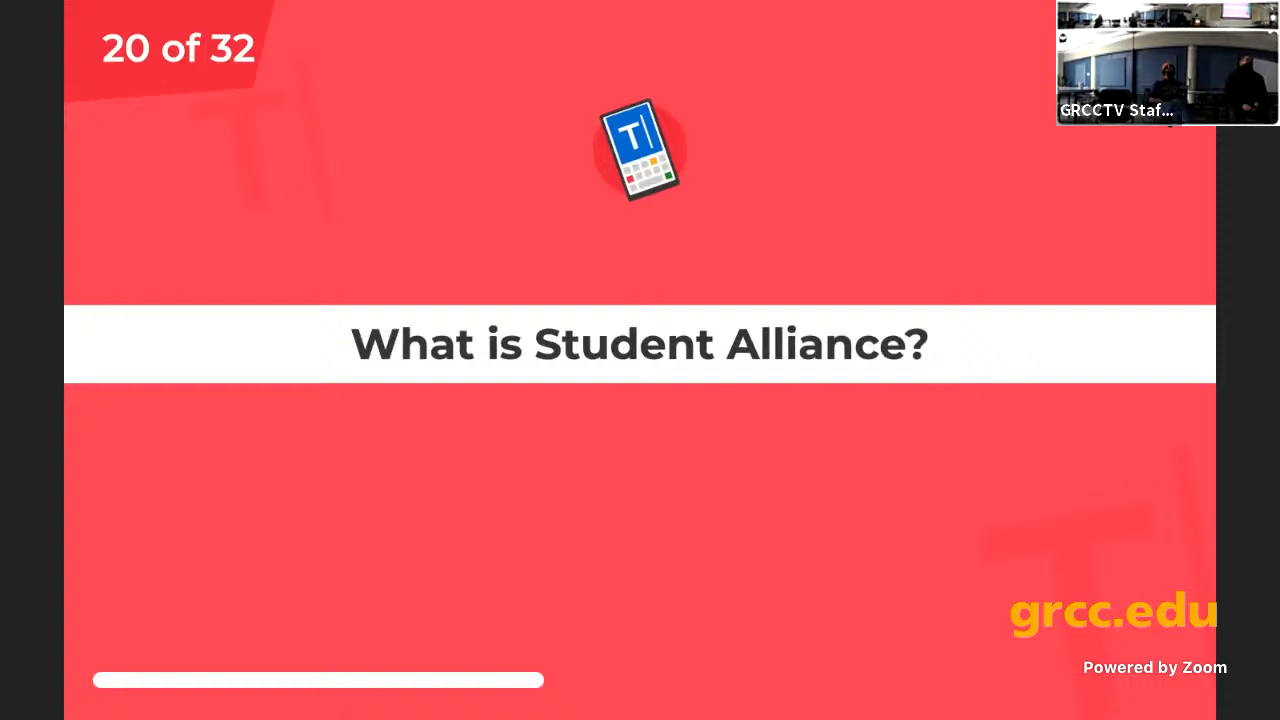 20 of 32
GRCCTV Staf...
T|
What is Student Alliance?
grcc.edu
Powered by Zoom